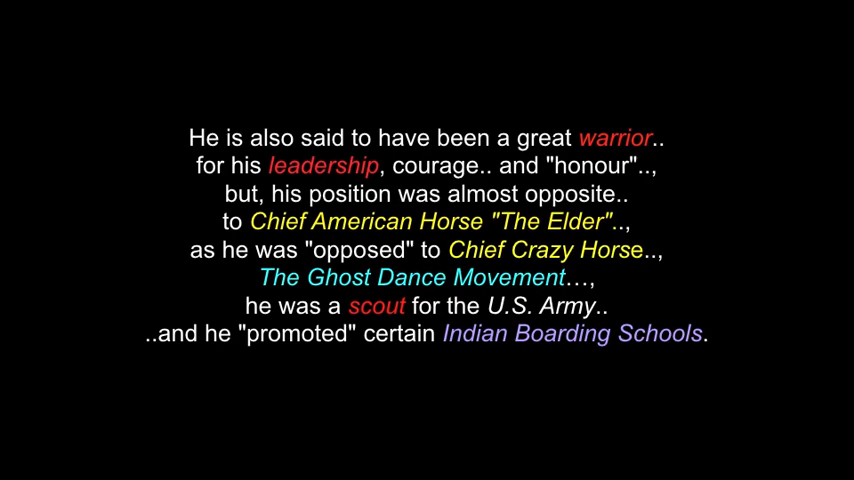 He is also said to have been a great warrior..
for his leadership, courage.. and "honour"..,
but, his position was almost opposite..
to Chief American Horse "The Elder"..,
as he was "opposed" to Chief Crazy Horse..,
The Ghost Dance Movement...,
he was a scout for the U.S. Army..
..and he "promoted" certain Indian Boarding Schools.